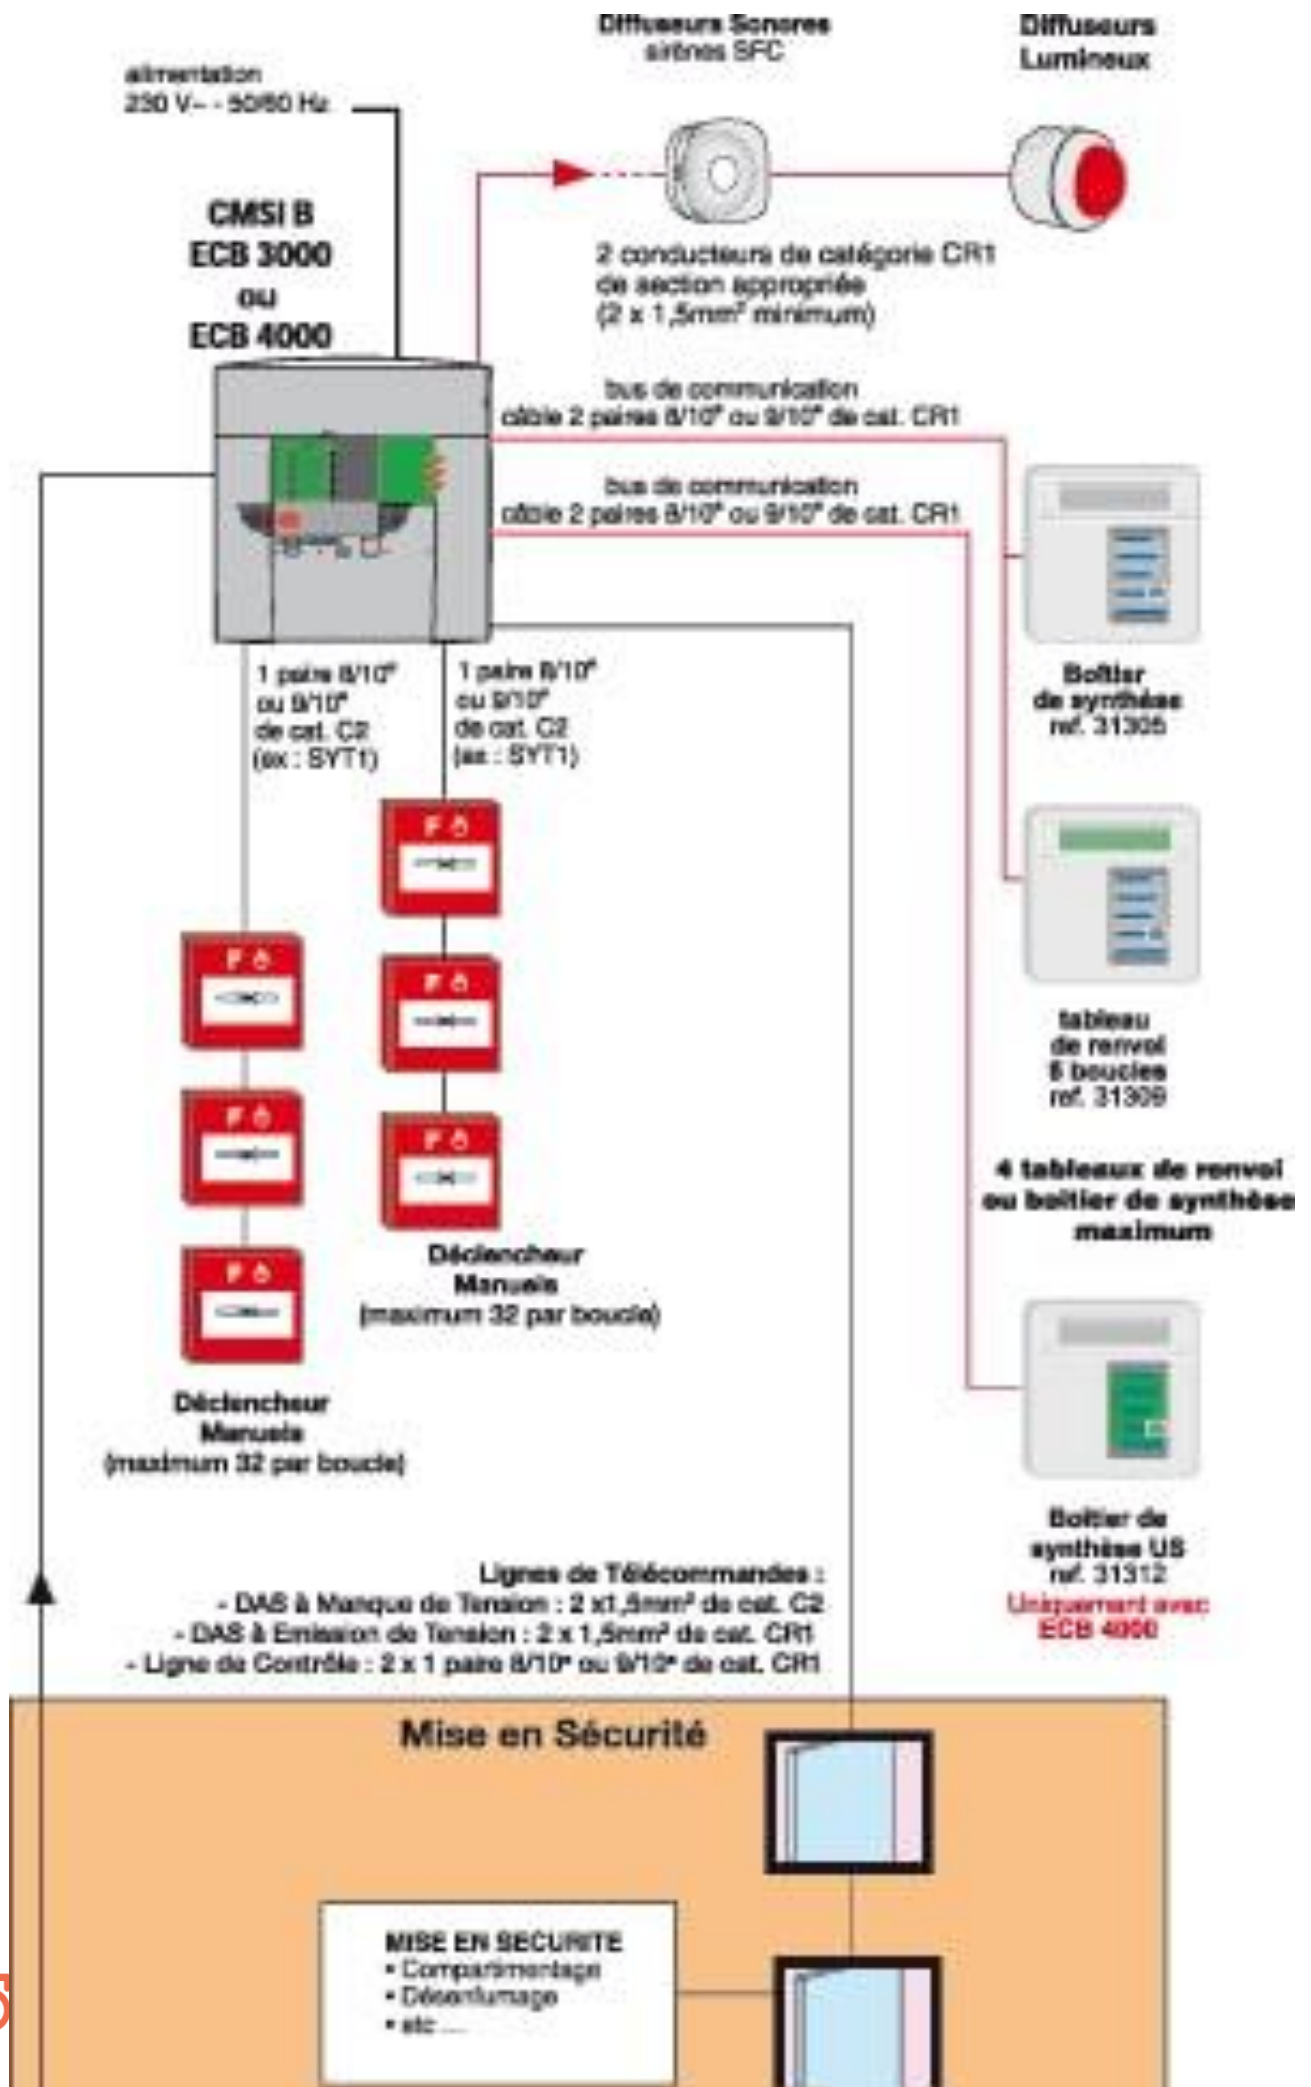 Diffuseurs Sonores
sirènes SFC
Diffuseurs
Lumineux
alimentation
230 V~ - 50/60 Hz
CMSI B
ECB 3000
ou
ECB 4000
2 conducteurs de catégorie CR1
de section appropriée
(2 x 1,5mm² minimum)
bus de communication
câble 2 paires 8/10° ou 9/10° de cat. CR1
bus de communication
câble 2 paires 8/10° ou 9/10° de cat. CR1
Boîtier
de synthèse
ref. 31305
1 paire 8/10°
ou 9/10°
de cat. C2
(ex : SYT1)
1 paire 8/10°
ou 9/10°
de cat. C2
(ex : SYT1)
F
F
F
F
F
F
tableau
de renvoi
boucles
ref. 31309
4 tableaux de renvoi
ou boîtier de synthèse
maximum
Déclencheur
Manuels
(maximum 32 par boucle)
Déclencheur
Manuels
(maximum 32 par boucle)
Boîtier de
synthèse US
ref. 31312
Uniquement avec
ECB 4000
Lignes de Télécommandes :
- DAS à Manque de Tension : 2 x1,5mm² de cat. C2
- DAS à Emission de Tension : 2 x 1,5mm² de cat. CR1
- Ligne de Contrôle : 2 x 1 paire 8/10° ou 9/10° de cat. CR1
Mise en Sécurité
MISE EN SECURITE
• Compartimentage
• Désenfumage
• etc ...